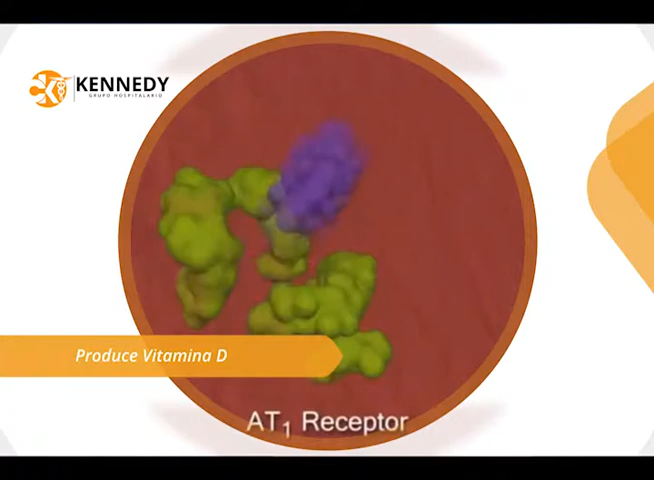 KENNEDY
GRUPO HOSPITALARIO
Produce Vitamina D
AT₁ Receptor